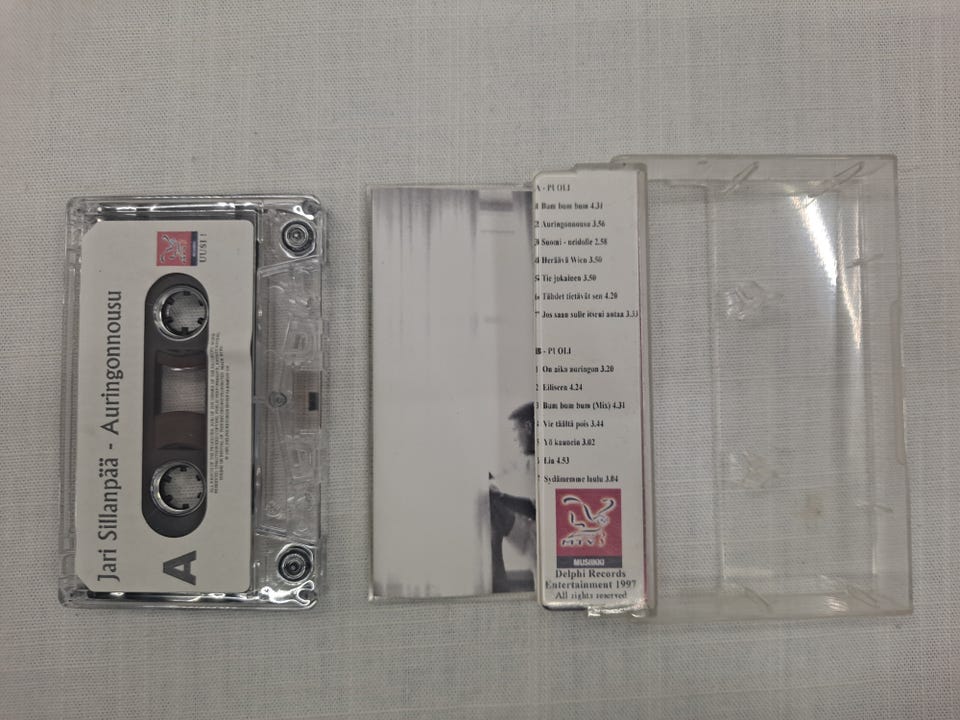 Jari Sillanpää - Auringonnousu
A
UUSI !
A - PUOLI
1 Bum bum bum 4.31
2 Auringonnousu 3.56
3 Suomi - neidolle 2.58
4 Heräävä Wien 3.50
5 Tie jokainen 3.50
6 Tähdet tietävät sen 4.20
7 Jos saan sulle itseni antaa 3.33
B - PUOLI
1 On aika auringon 3.20
2 Eilisen 4.24
3 Bum bum bum (Mix) 4.31
Vie täältä pois 3.44
5 Yö kaunein 3.02
Lia 4.53
7 Sydämemme laulu 3.04
MUSIIKKI
Delphi Records
Entertainment 1997
All rights reserved